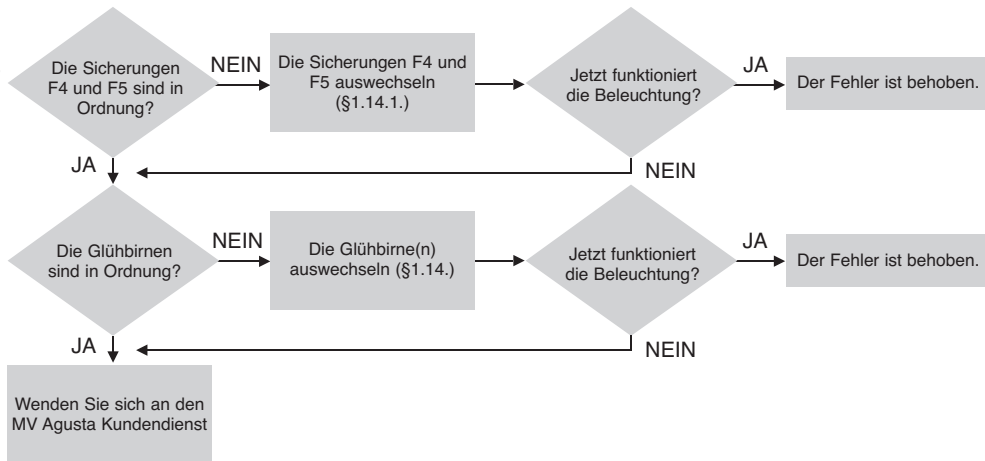 Die Sicherungen
F4 und F5 sind in
Ordnung?
NEIN
Die Sicherungen F4 und
F5 auswechseln
(§1.14.1.)
Jetzt funktioniert
die Beleuchtung?
JA
Der Fehler ist behoben.
JA
NEIN
Die Glühbirnen
sind in Ordnung?
NEIN
Die Glühbirne(n)
auswechseln (§1.14.)
Jetzt funktioniert
die Beleuchtung?
JA
Der Fehler ist behoben.
JA
NEIN
Wenden Sie sich an den
MV Agusta Kundendienst